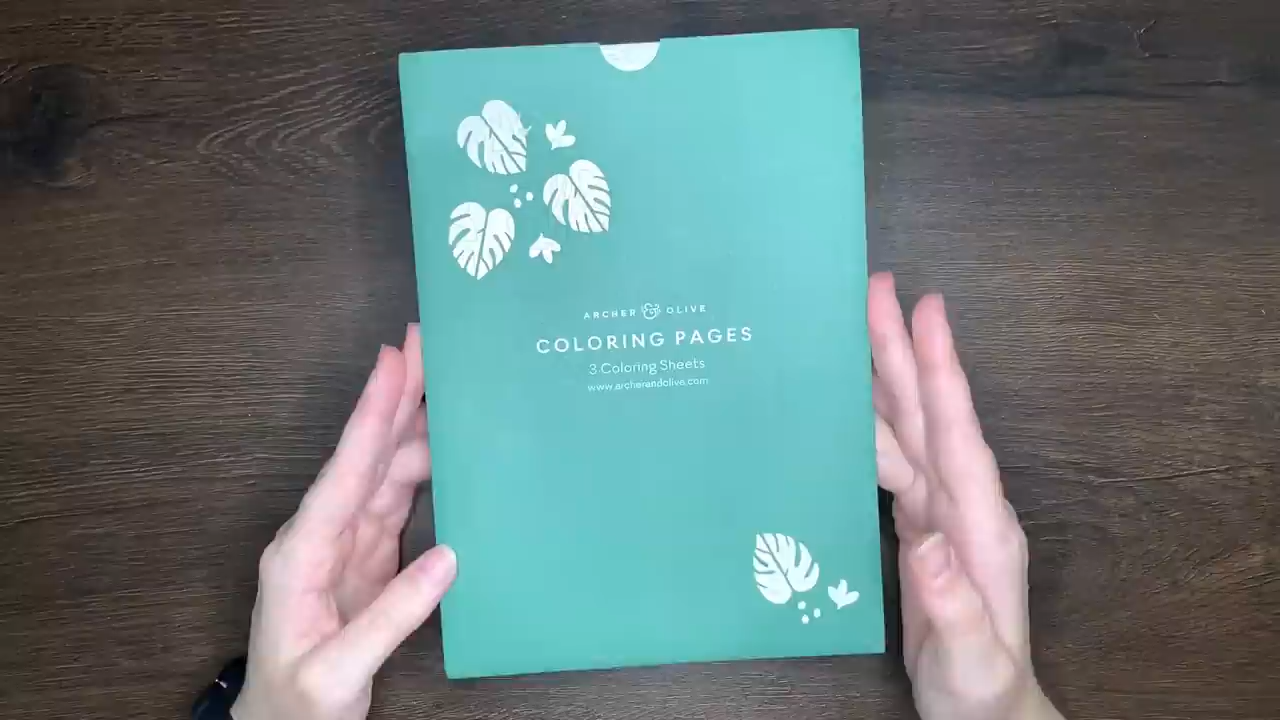 ARCHER & OLIVE
COLORING PAGES
3 Coloring Sheets
www.archerandolive.com